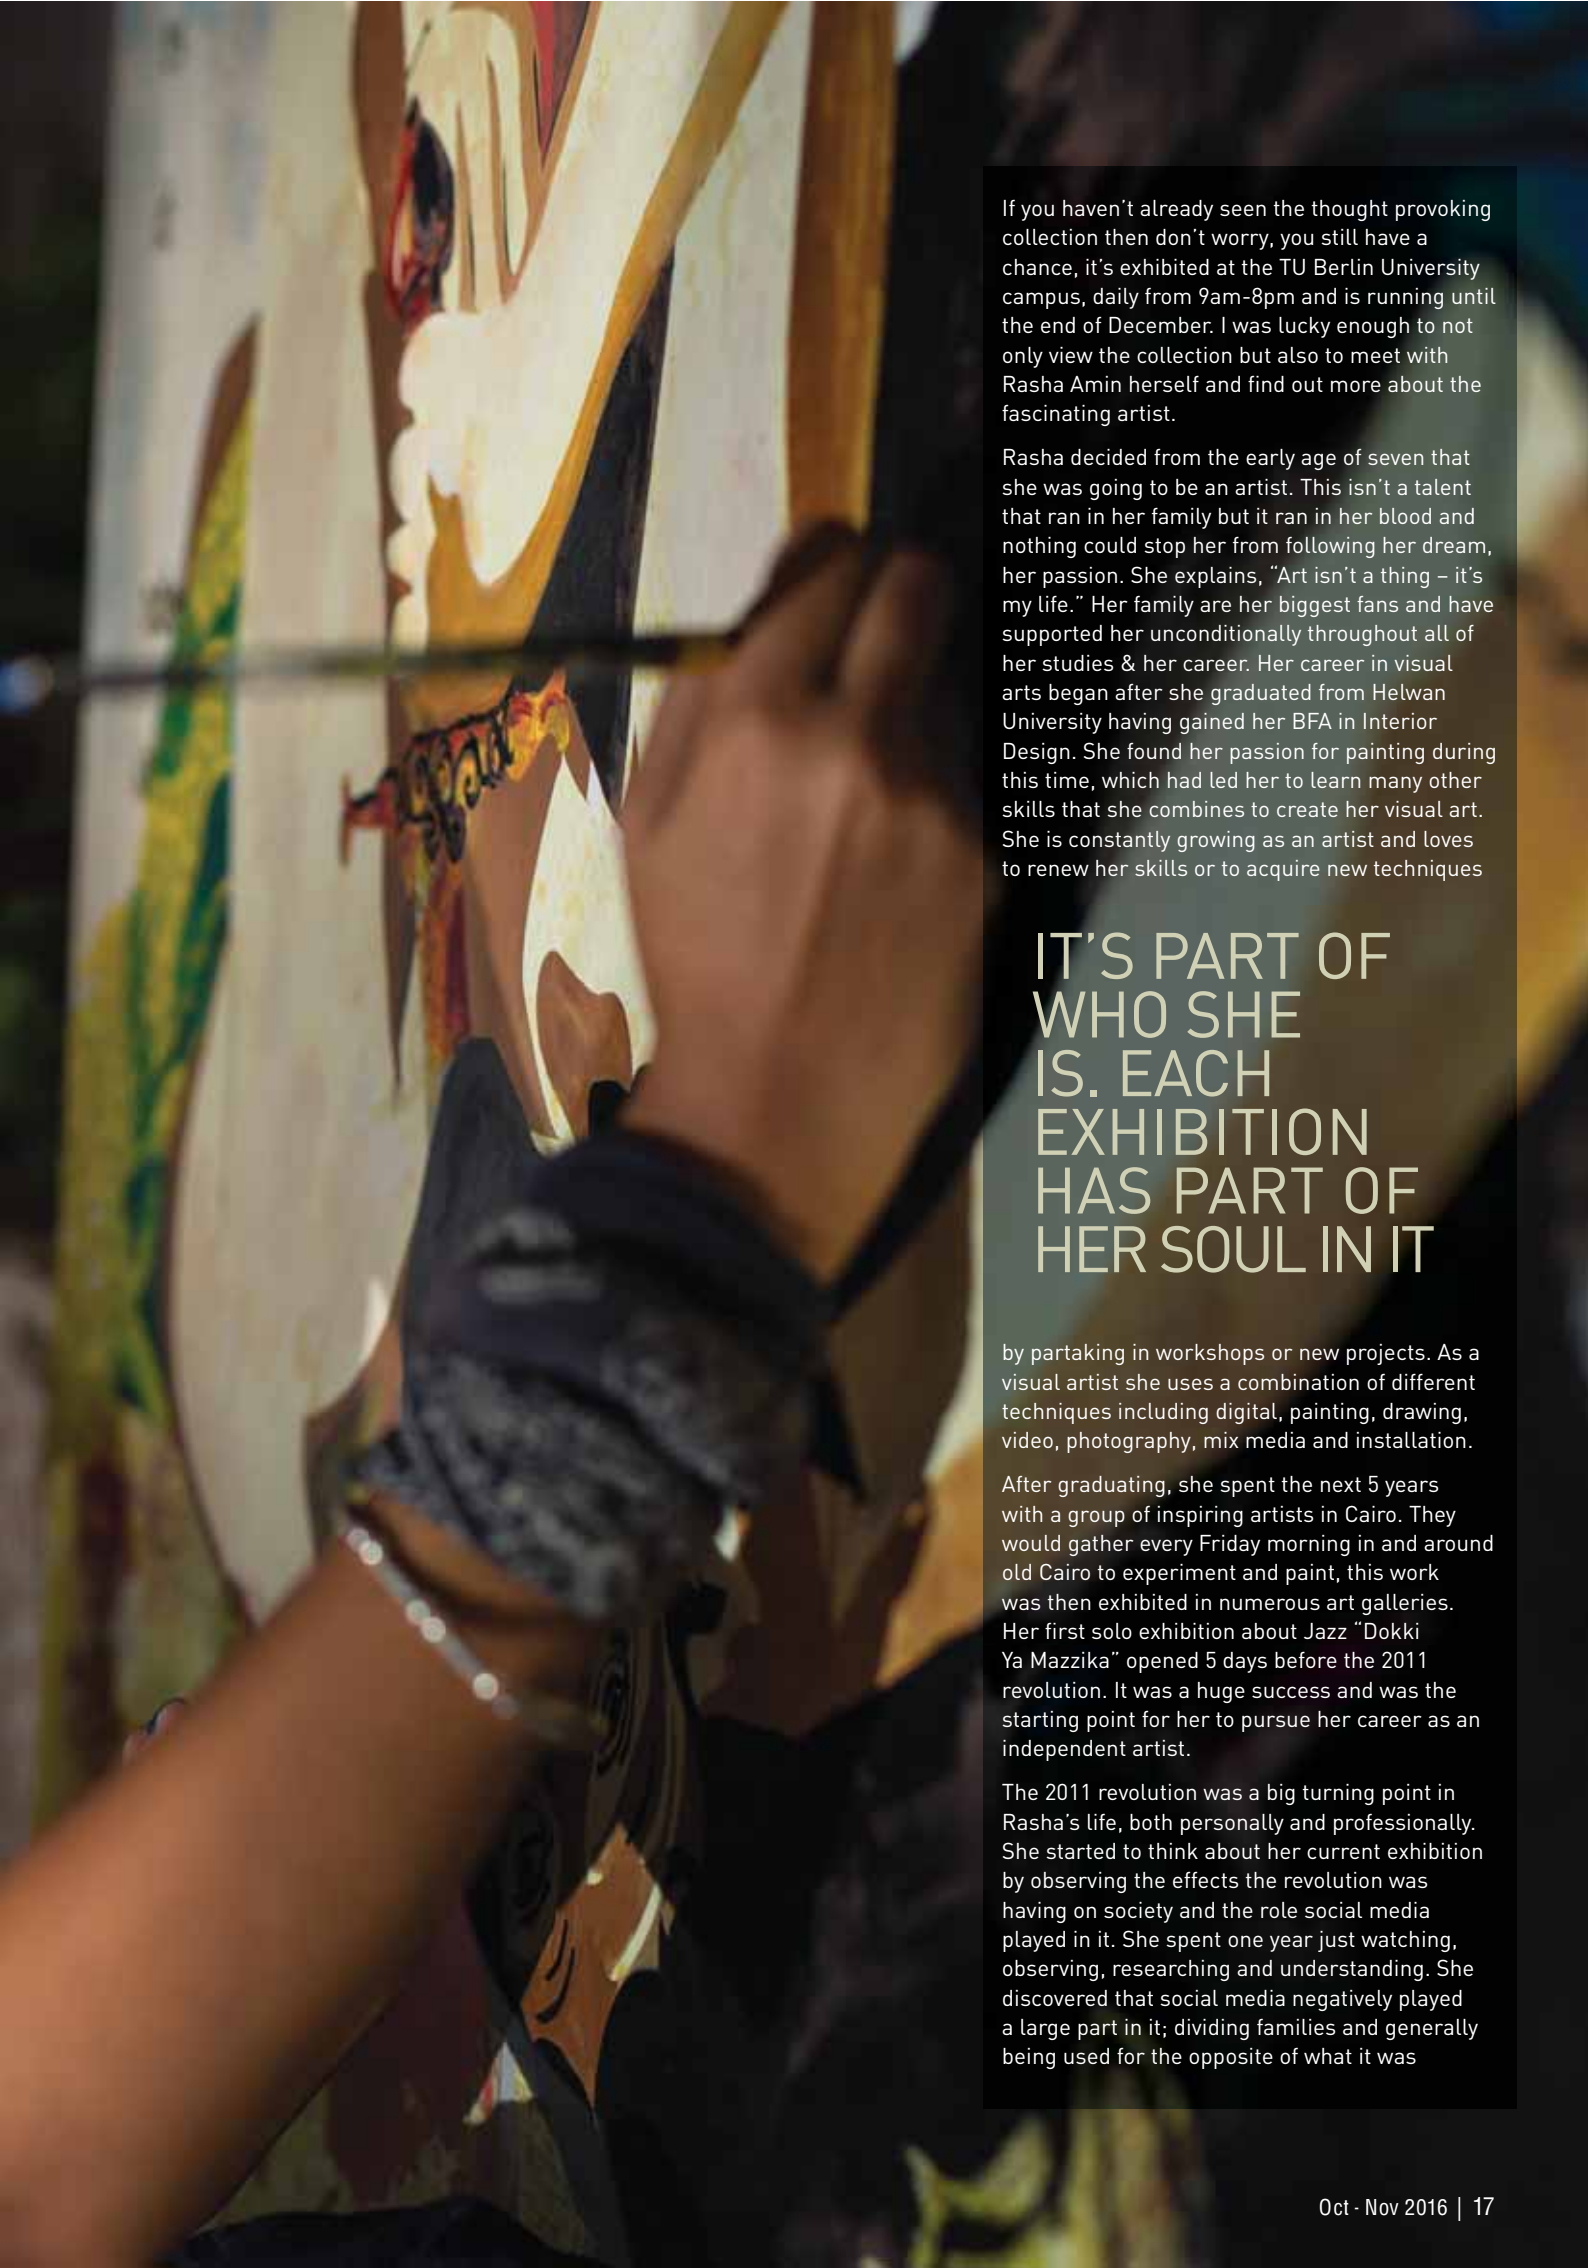 If you haven’t already seen the thought provoking
collection then don’t worry, you still have a
chance, it’s exhibited at the TU Berlin University
campus, daily from 9am-8pm and is running until
the end of December. I was lucky enough to not
only view the collection but also to meet with
Rasha Amin herself and find out more about the
fascinating artist.
Rasha decided from the early age of seven that
she was going to be an artist. This isn’t a talent
that ran in her family but it ran in her blood and
nothing could stop her from following her dream,
her passion. She explains, “Art isn’t a thing – it’s
my life.” Her family are her biggest fans and have
supported her unconditionally throughout all of
her studies & her career. Her career in visual
arts began after she graduated from Helwan
University having gained her BFA in Interior
Design. She found her passion for painting during
this time, which had led her to learn many other
skills that she combines to create her visual art.
She is constantly growing as an artist and loves
to renew her skills or to acquire new techniques
IT’S PART OF
WHO SHE
IS. EACH
EXHIBITION
HAS PART OF
HER SOUL IN IT
by partaking in workshops or new projects. As a
visual artist she uses a combination of different
techniques including digital, painting, drawing,
video, photography, mix media and installation.
After graduating, she spent the next 5 years
with a group of inspiring artists in Cairo. They
would gather every Friday morning in and around
old Cairo to experiment and paint, this work
was then exhibited in numerous art galleries.
Her first solo exhibition about Jazz “Dokki
Ya Mazzika” opened 5 days before the 2011
revolution. It was a huge success and was the
starting point for her to pursue her career as an
independent artist.
The 2011 revolution was a big turning point in
Rasha’s life, both personally and professionally.
She started to think about her current exhibition
by observing the effects the revolution was
having on society and the role social media
played in it. She spent one year just watching,
observing, researching and understanding. She
discovered that social media negatively played
a large part in it; dividing families and generally
being used for the opposite of what it was
Oct - Nov 2016 | 17